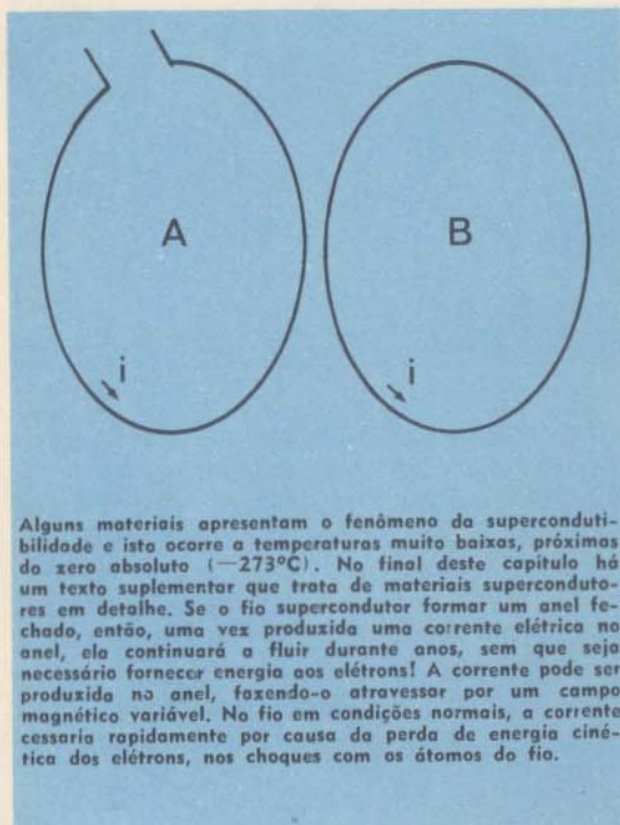 A
B
i
i
Alguns materiais apresentam o fenômeno da superconduti-
bilidade e isto ocorre a temperaturas muito baixas, próximas
do zero absoluto (—273°C). No final deste capítulo há
um texto suplementar que trata de materiais superconduto-
res em detalhe. Se o fio supercondutor formar um anel fe-
chado, então, uma vez produzida uma corrente elétrica no
anel, ela continuará a fluir durante anos, sem que seja
necessário fornecer energia aos elétrons! A corrente pode ser
produzida no anel, fazendo-o atravessar por um campo
magnético variável. No fio em condições normais, a corrente
cessaria rapidamente por causa da perda de energia ciné-
tica dos elétrons, nos choques com os átomos do fio.